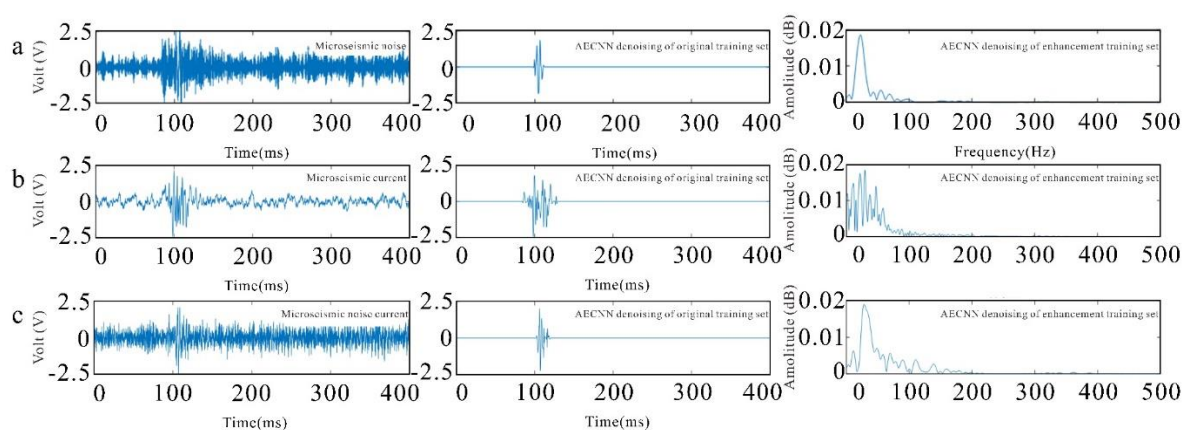 a
Volt (V)
2.5
0
-2.5
Microseismic noise
0 100 200 300 400
Time(ms)
2.5
0
-2.5
AECNN denoising of original training set
0 100 200 300 400
Time(ms)
Amolitude (dB)
0.02
0.01
0
AECNN denoising of enhancement training set
0 100 200 300 400 500
Frequency(Hz)
b
Volt (V)
2.5
0
-2.5
Microseismic current
0 100 200 300 400
Time(ms)
2.5
0
-2.5
AECNN denoising of original training set
0 100 200 300 400
Time(ms)
Amolitude (dB)
0.02
0.01
0
AECNN denoising of enhancement training set
0 100 200 300 400 500
Time(ms)
c
Volt (V)
2.5
0
-2.5
Microseismic noise current
0 100 200 300 400
Time(ms)
2.5
0
-2.5
AECNN denoising of original training set
0 100 200 300 400
Time(ms)
Amolitude (dB)
0.02
0.01
0
AECNN denoising of enhancement training set
0 100 200 300 400 500
Time(ms)